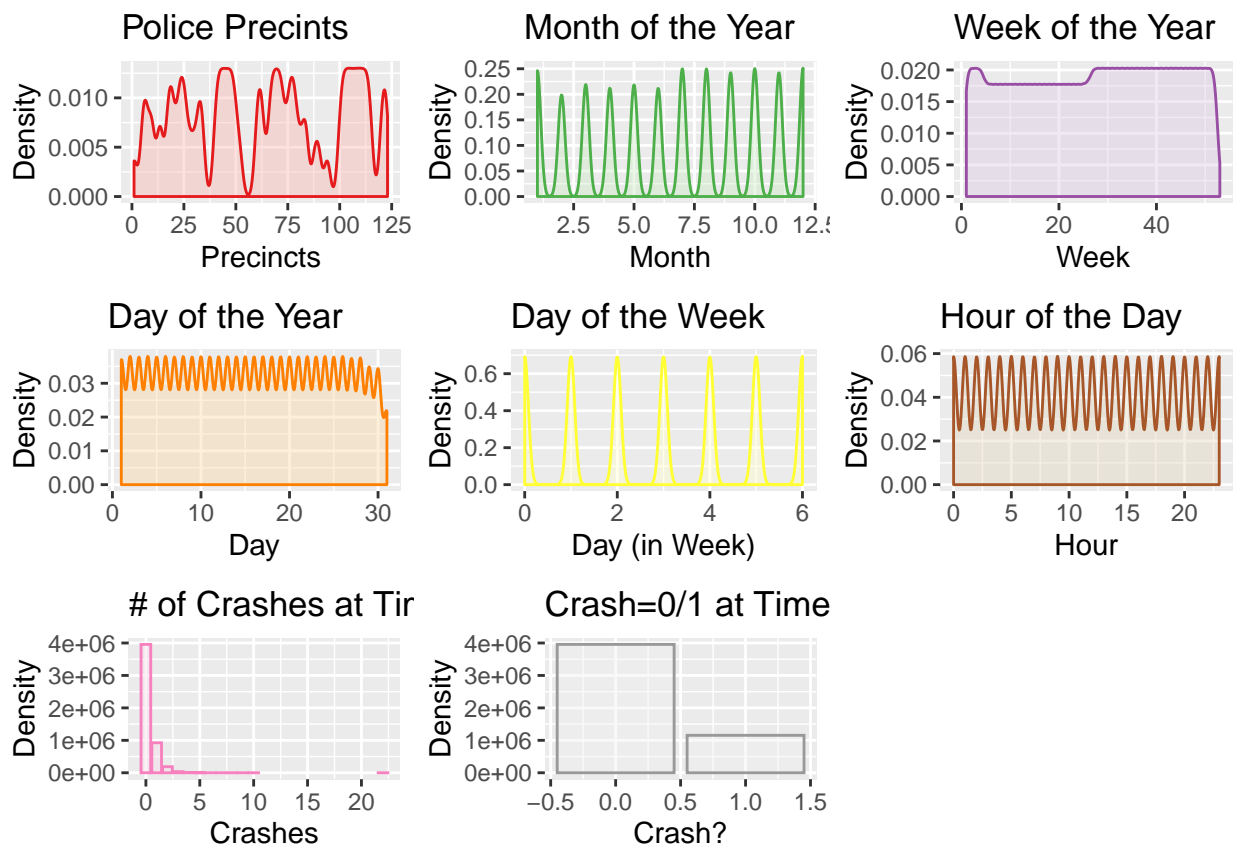 Police Precints
Density
0.010
0.005
0.000
0 25 50 75 100 125
Precincts
Month of the Year
Density
0.25
0.20
0.15
0.10
0.05
0.00
2.5 5.0 7.5 10.0 12.5
Month
Week of the Year
Density
0.020
0.015
0.010
0.005
0.000
0 20 40
Week
Day of the Year
Density
0.03
0.02
0.01
0.00
0 10 20 30
Day
Day of the Week
Density
0.6
0.4
0.2
0.0
0 2 4 6
Day (in Week)
Hour of the Day
Density
0.06
0.04
0.02
0.00
0 5 10 15 20
Hour
# of Crashes at Tir
Density
4e+06
3e+06
2e+06
1e+06
0e+00
0 5 10 15 20
Crashes
Crash=0/1 at Time
Density
4e+06
3e+06
2e+06
1e+06
0e+00
−0.5 0.0 0.5 1.0 1.5
Crash?